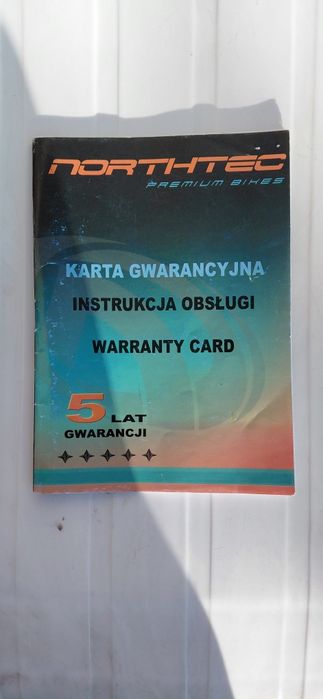 NORTHTEC
PREMIUM BIKES
KARTA GWARANCYJNA
INSTRUKCJA OBSŁUGI
WARRANTY CARD
5 LAT
GWARANCJI